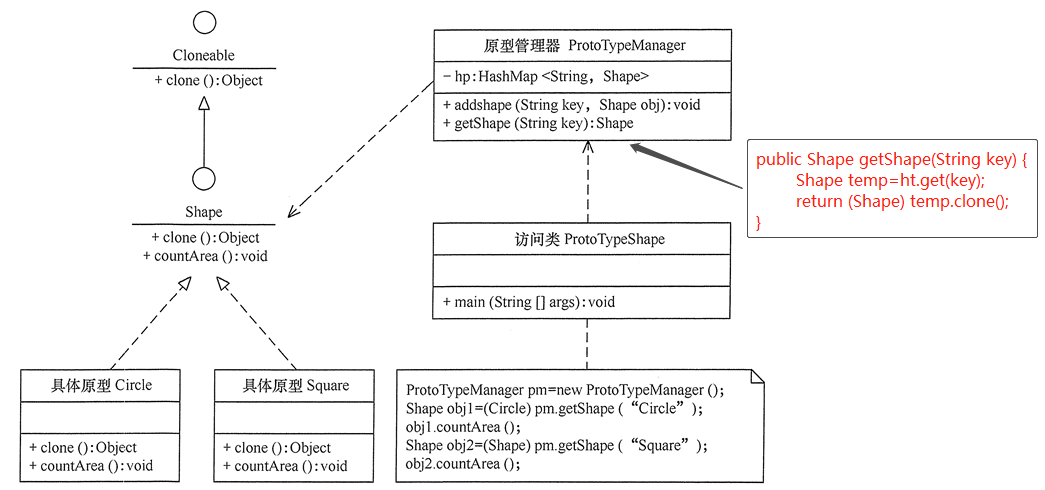 Cloneable
+ clone ():Object
Shape
+ clone ():Object
+ countArea ():void
具体原型 Circle
+ clone ():Object
+ countArea ():void
具体原型 Square
+ clone ():Object
+ countArea ():void
原型管理器 ProtoTypeManager
− hp:HashMap <String, Shape>
+ addshape (String key, Shape obj):void
+ getShape (String key):Shape
public Shape getShape(String key) {
Shape temp=ht.get(key);
return (Shape) temp.clone();
}
访问类 ProtoTypeShape
+ main (String [] args):void
ProtoTypeManager pm=new ProtoTypeManager ();
Shape obj1=(Circle) pm.getShape (“Circle”);
obj1.countArea ();
Shape obj2=(Shape) pm.getShape (“Square”);
obj2.countArea ();